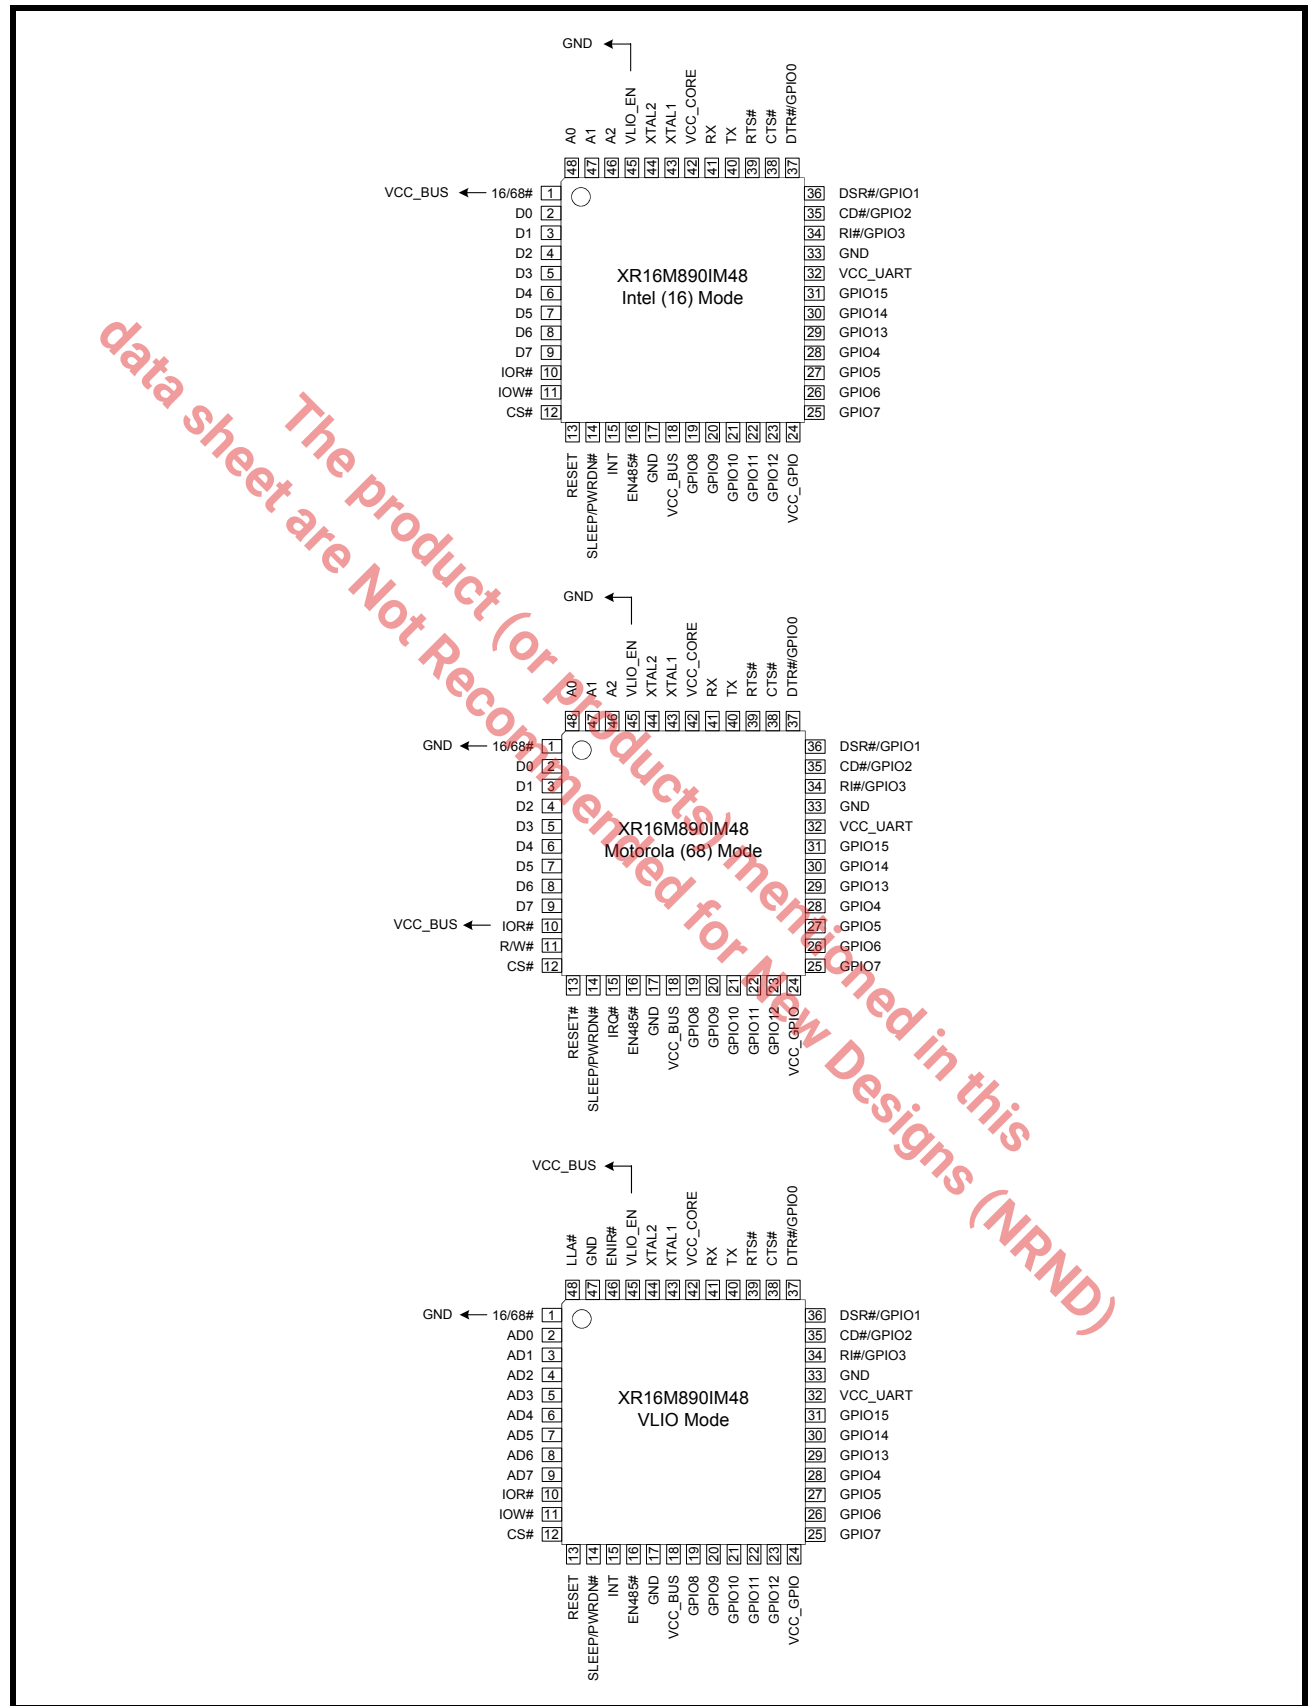 GND
A0
A1
A2
VLIO_EN
XTAL2
XTAL1
VCC_CORE
RX
TX
RTS#
CTS#
DTR#/GPIO0
48 47 46 45 44 43 42 41 40 39 38 37
VCC_BUS 16/68# 1
D0 2
D1 3
D2 4
D3 5
D4 6
D5 7
D6 8
D7 9
IOR# 10
IOW# 11
CS# 12
XR16M890IM48
Intel (16) Mode
36 DSR#/GPIO1
35 CD#/GPIO2
34 RI#/GPIO3
33 GND
32 VCC_UART
31 GPIO15
30 GPIO14
29 GPIO13
28 GPIO4
27 GPIO5
26 GPIO6
25 GPIO7
13 14 15 16 17 18 19 20 21 22 23 24
RESET
SLEEP/PWRDN#
INT
EN485#
GND
VCC_BUS
GPIO8
GPIO9
GPIO10
GPIO11
GPIO12
VCC_GPIO
The product (or products) mentioned in this
data sheet are Not Recommended for New Designs (NRND)
GND
A0
A1
A2
VLIO_EN
XTAL2
XTAL1
VCC_CORE
RX
TX
RTS#
CTS#
DTR#/GPIO0
48 47 46 45 44 43 42 41 40 39 38 37
GND 16/68# 1
D0 2
D1 3
D2 4
D3 5
D4 6
D5 7
D6 8
D7 9
VCC_BUS IOR# 10
R/W# 11
CS# 12
XR16M890IM48
Motorola (68) Mode
36 DSR#/GPIO1
35 CD#/GPIO2
34 RI#/GPIO3
33 GND
32 VCC_UART
31 GPIO15
30 GPIO14
29 GPIO13
28 GPIO4
27 GPIO5
26 GPIO6
25 GPIO7
13 14 15 16 17 18 19 20 21 22 23 24
RESET#
SLEEP/PWRDN#
IRQ#
EN485#
GND
VCC_BUS
GPIO8
GPIO9
GPIO10
GPIO11
GPIO12
VCC_GPIO
VCC_BUS
LLA#
GND
ENIR#
VLIO_EN
XTAL2
XTAL1
VCC_CORE
RX
TX
RTS#
CTS#
DTR#/GPIO0
48 47 46 45 44 43 42 41 40 39 38 37
GND 16/68# 1
AD0 2
AD1 3
AD2 4
AD3 5
AD4 6
AD5 7
AD6 8
AD7 9
IOR# 10
IOW# 11
CS# 12
XR16M890IM48
VLIO Mode
36 DSR#/GPIO1
35 CD#/GPIO2
34 RI#/GPIO3
33 GND
32 VCC_UART
31 GPIO15
30 GPIO14
29 GPIO13
28 GPIO4
27 GPIO5
26 GPIO6
25 GPIO7
13 14 15 16 17 18 19 20 21 22 23 24
RESET
SLEEP/PWRDN#
INT
EN485#
GND
VCC_BUS
GPIO8
GPIO9
GPIO10
GPIO11
GPIO12
VCC_GPIO